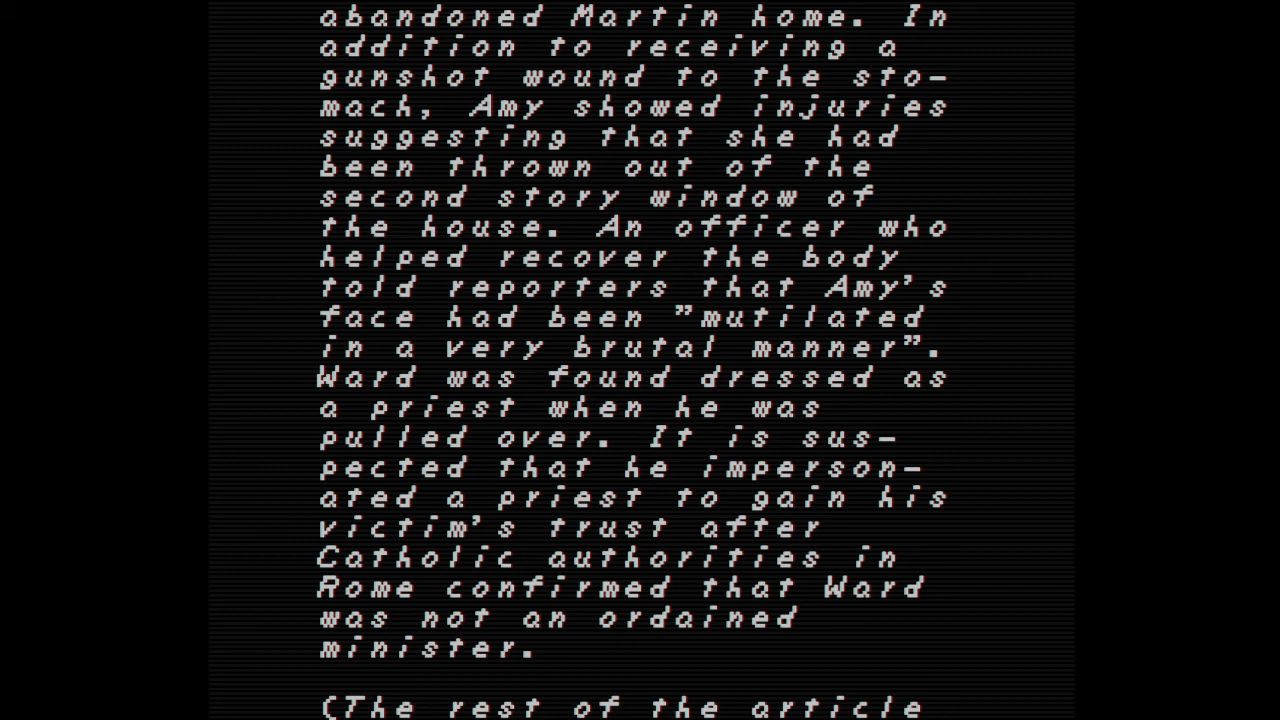 abandoned Martin home. In
addition to receiving a
gunshot wound to the sto-
mach, Amy showed injuries
suggesting that she had
been thrown out of the
second story window of
the house. An officer who
helped recover the body
told reporters that Amy's
face had been "mutilated
in a very brutal manner".
Ward was found dressed as
a priest when he was
pulled over. It is sus-
pected that he imperson-
ated a priest to gain his
victim's trust after
Catholic authorities in
Rome confirmed that Ward
was not an ordained
minister.
(The rest of the article